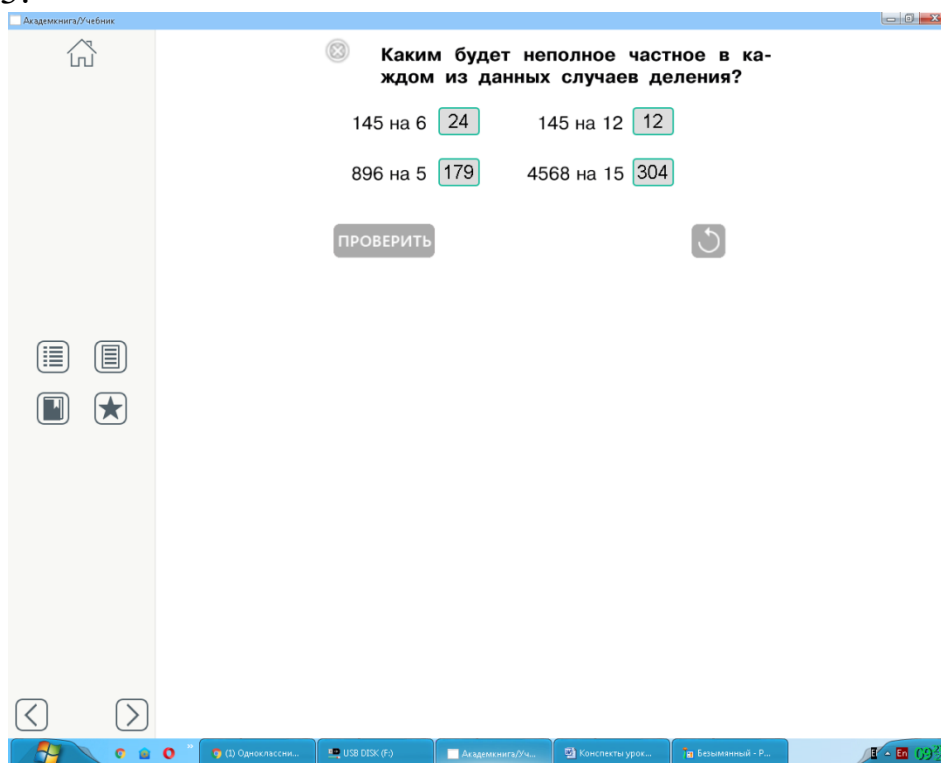 Академкнига/Учебник
Каким будет неполное частное в ка-
ждом из данных случаев деления?
145 на 6 24 145 на 12 12
896 на 5 179 4568 на 15 304
ПРОВЕРИТЬ
(1) Одноклассни... USB DISK (F:) Академкнига/Уч... Конспекты урок... Безымянный - P... En